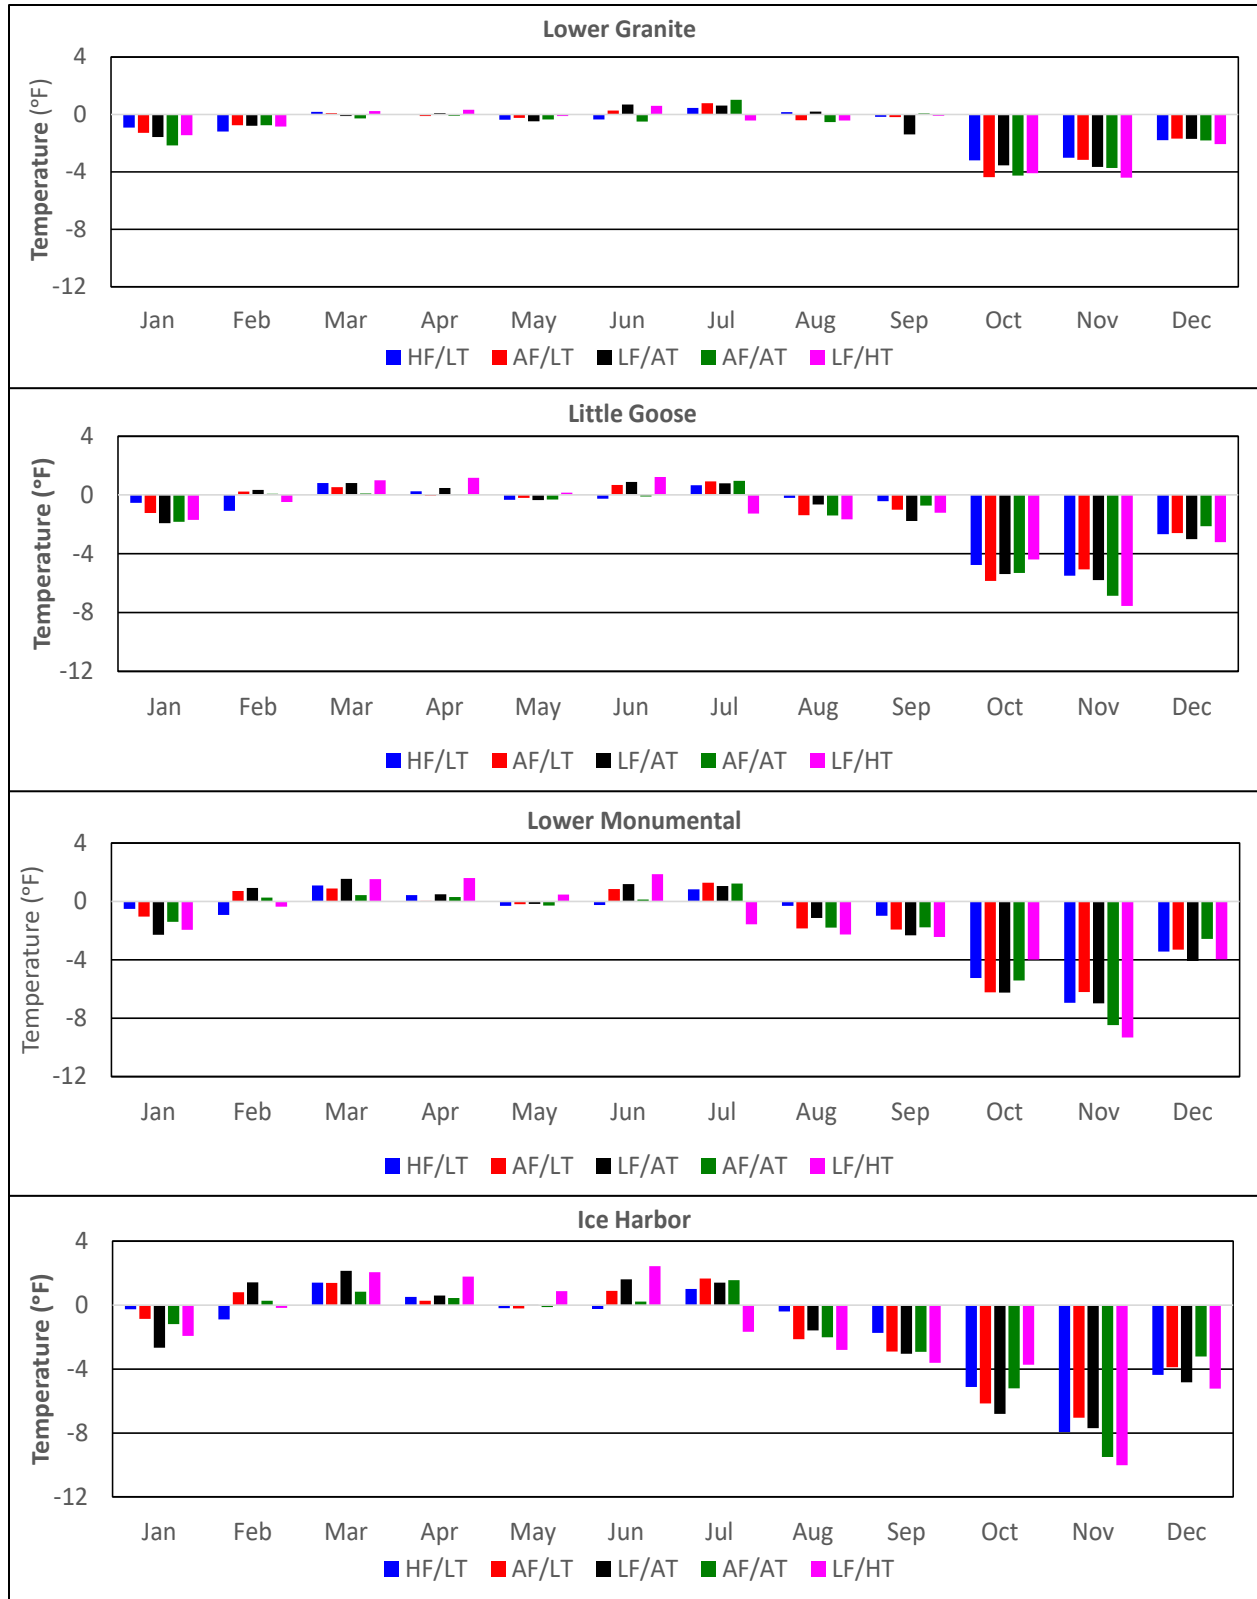 Lower Granite
Temperature (°F)
4
0
-4
-8
-12
Jan Feb Mar Apr May Jun Jul Aug Sep Oct Nov Dec
HF/LT AF/LT LF/AT AF/AT LF/HT
Little Goose
Temperature (°F)
4
0
-4
-8
-12
Jan Feb Mar Apr May Jun Jul Aug Sep Oct Nov Dec
HF/LT AF/LT LF/AT AF/AT LF/HT
Lower Monumental
Temperature (°F)
4
0
-4
-8
-12
Jan Feb Mar Apr May Jun Jul Aug Sep Oct Nov Dec
HF/LT AF/LT LF/AT AF/AT LF/HT
Ice Harbor
Temperature (°F)
4
0
-4
-8
-12
Jan Feb Mar Apr May Jun Jul Aug Sep Oct Nov Dec
HF/LT AF/LT LF/AT AF/AT LF/HT